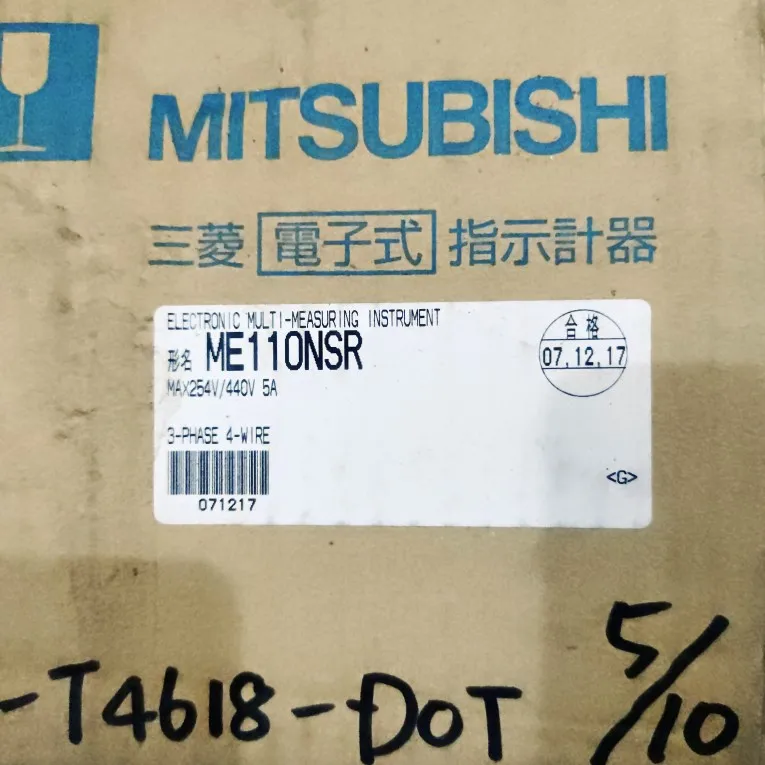 MITSUBISHI
三菱 電子式 指示計器
ELECTRONIC MULTI-MEASURING INSTRUMENT
形名 ME110NSR
MAX254V/440V 5A
3-PHASE 4-WIRE
071217
合格
07.12.17
<G>
-T4618-DOT
5/10